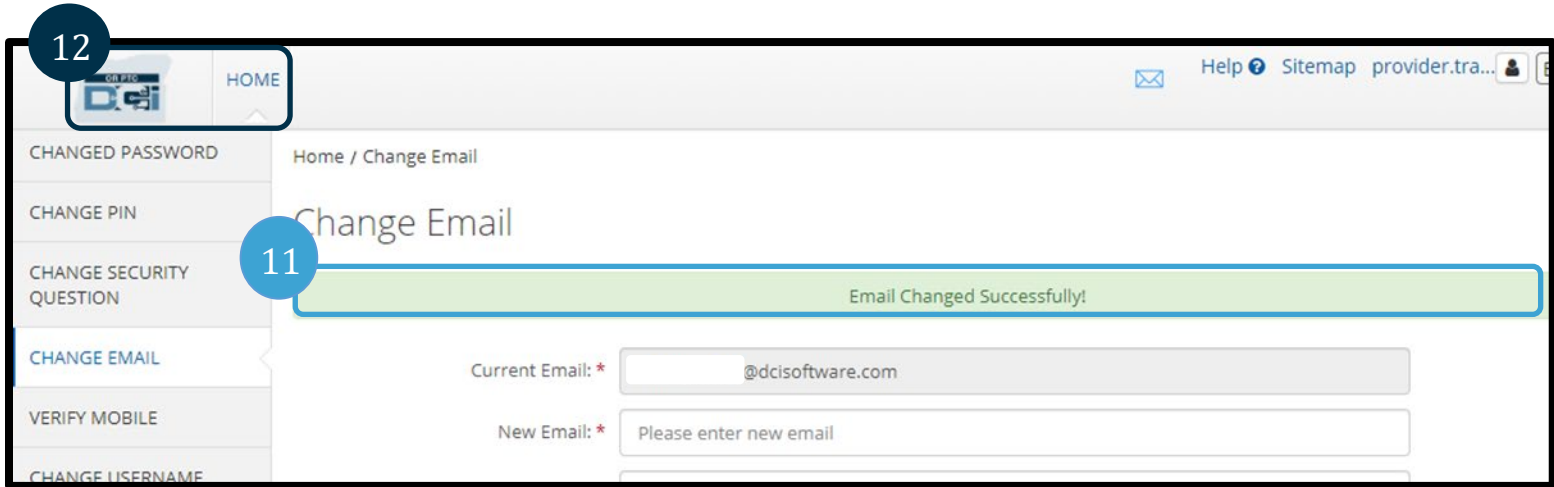 12
OR PTC
DCi
HOME
Help ? Sitemap provider.tra...
CHANGED PASSWORD
CHANGE PIN
CHANGE SECURITY
QUESTION
CHANGE EMAIL
VERIFY MOBILE
CHANGE USERNAME
Home / Change Email
Change Email
11
Email Changed Successfully!
Current Email: * @dcisoftware.com
New Email: * Please enter new email